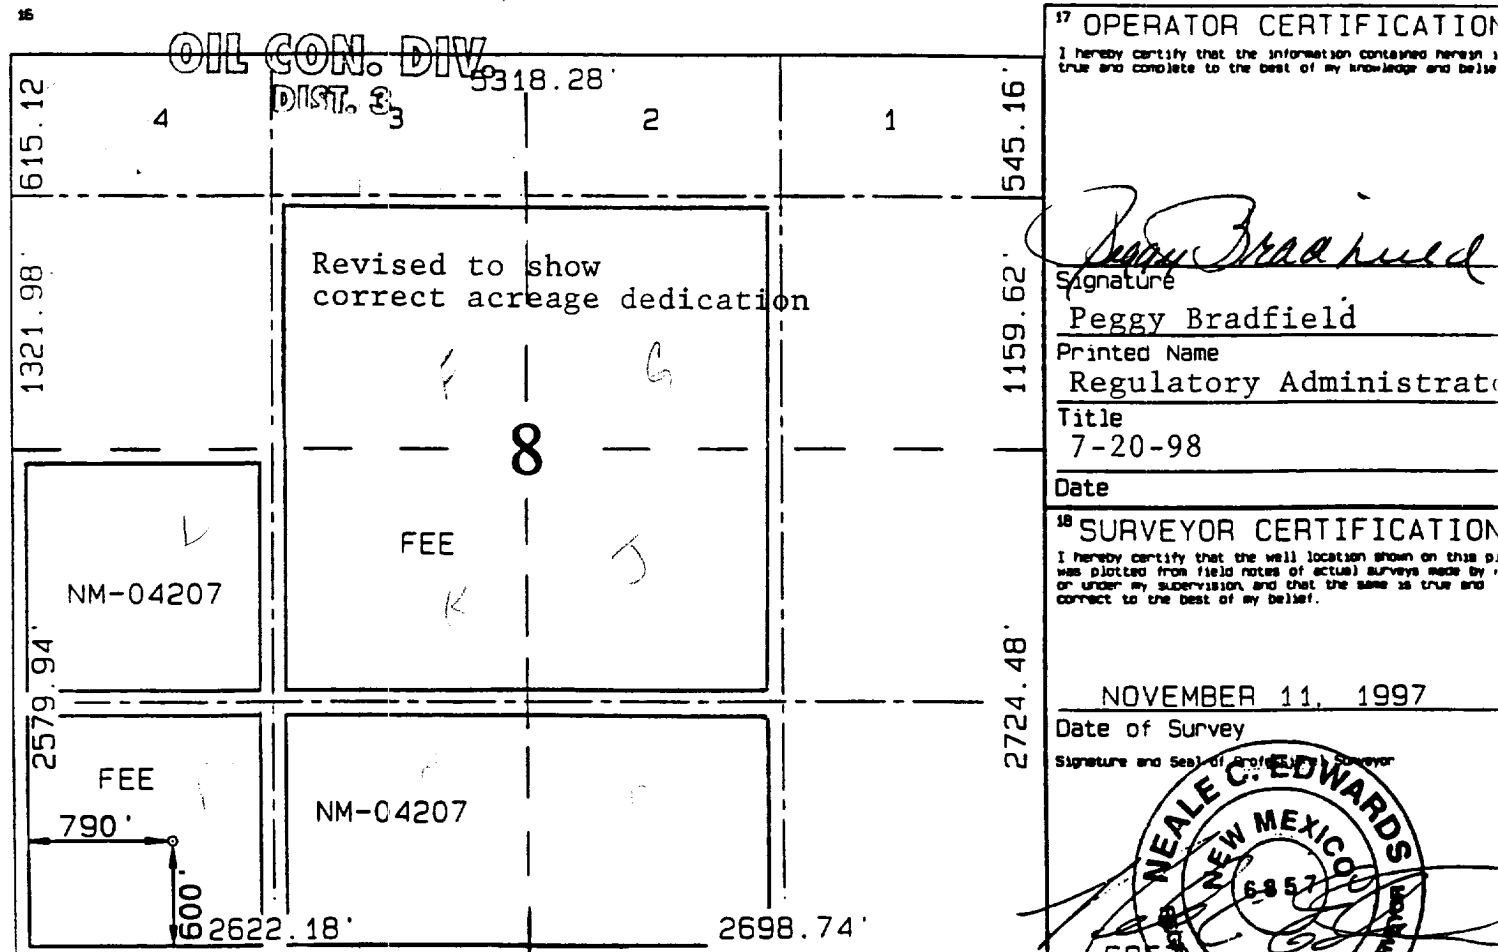 16
OIL CON. DIV.
DIST. 3
5318.28'
4
3
2
1
615.12'
545.16'
1321.98'
1159.62'
Revised to show
correct acreage dedication
F
G
8
L
FEE
J
NM-04207
K
2579.94'
2724.48'
FEE
790'
NM-04207
600'
2622.18'
2698.74'
17 OPERATOR CERTIFICATION
I hereby certify that the information contained herein is
true and complete to the best of my knowledge and belie
Peggy Bradfield
Signature
Peggy Bradfield
Printed Name
Regulatory Administrato
Title
7-20-98
Date
18 SURVEYOR CERTIFICATION
I hereby certify that the well location shown on this pl
was plotted from field notes of actual surveys made by m
or under my supervision, and that the same is true and
correct to the best of my belief.
NOVEMBER 11, 1997
Date of Survey
Signature and Seal of Professional Surveyor
NEALE C. EDWARDS
NEW MEXICO
6857